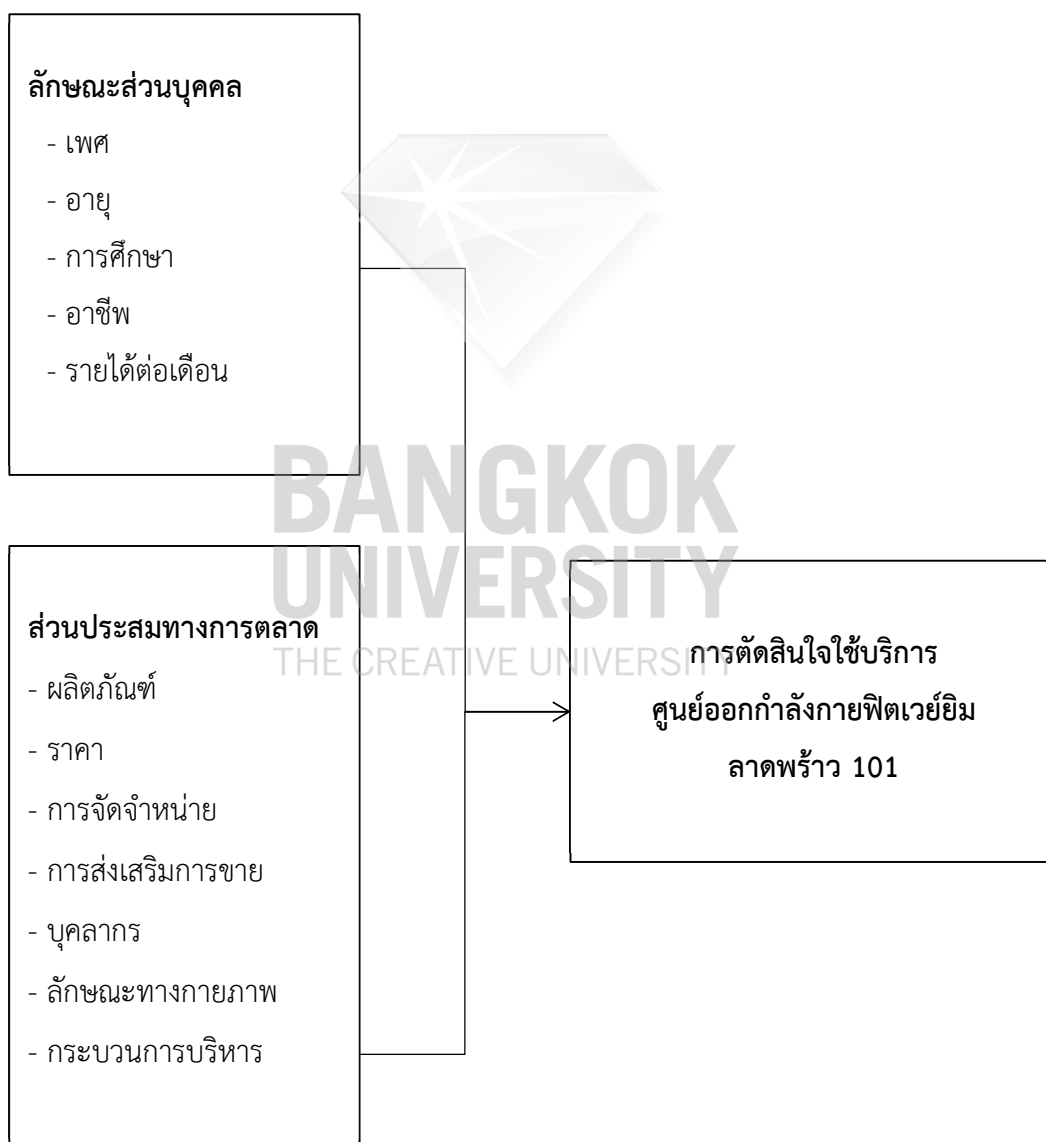 ลักษณะส่วนบุคคล
- เพศ
- อายุ
- การศึกษา
- อาชีพ
- รายได้ต่อเดือน
BANGKOK
UNIVERSITY
THE CREATIVE UNIVERSITY
ส่วนประสมทางการตลาด
- ผลิตภัณฑ์
- ราคา
- การจัดจำหน่าย
- การส่งเสริมการขาย
- บุคลากร
- ลักษณะทางกายภาพ
- กระบวนการบริหาร
การตัดสินใจใช้บริการ
ศูนย์ออกกำลังกายฟิตเวย์ยิม
ลาดพร้าว 101